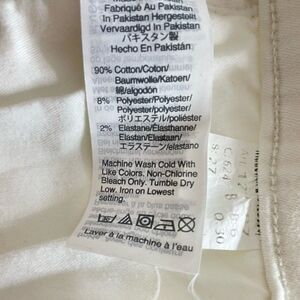 Fabriqué Au Pakistan
In Pakistan Hergestellt
Vervaardigd In Pakistan
パキスタン製
Hecho En Pakistán
90% Cotton/Coton/
Baumwolle/Katoen/
綿/algodón
8% Polyester/Polyester/
Polyester/Polyester/
ポリエステル/poliéster
2% Elastane/Élasthanne/
Elastan/Elastaan/
エラステーン/elastano
Machine Wash Cold With
Like Colors. Non-Chlorine
Bleach Only. Tumble Dry
Low. Iron on Lowest
setting.
Laver à la machine à l'eau